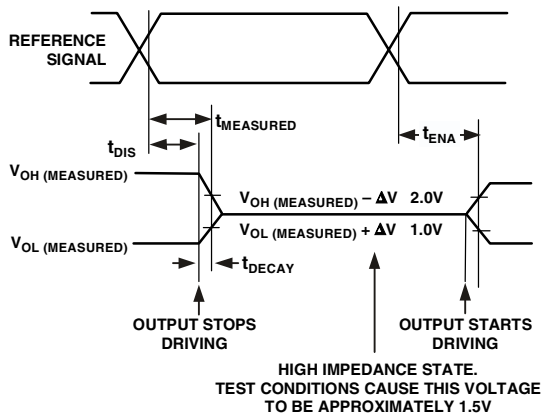 REFERENCE
SIGNAL
tMEASURED
tDIS
tENA
VOH (MEASURED)
VOH (MEASURED) – ΔV 2.0V
VOL (MEASURED) + ΔV 1.0V
VOL (MEASURED)
tDECAY
OUTPUT STOPS
DRIVING
OUTPUT STARTS
DRIVING
HIGH IMPEDANCE STATE.
TEST CONDITIONS CAUSE THIS VOLTAGE
TO BE APPROXIMATELY 1.5V